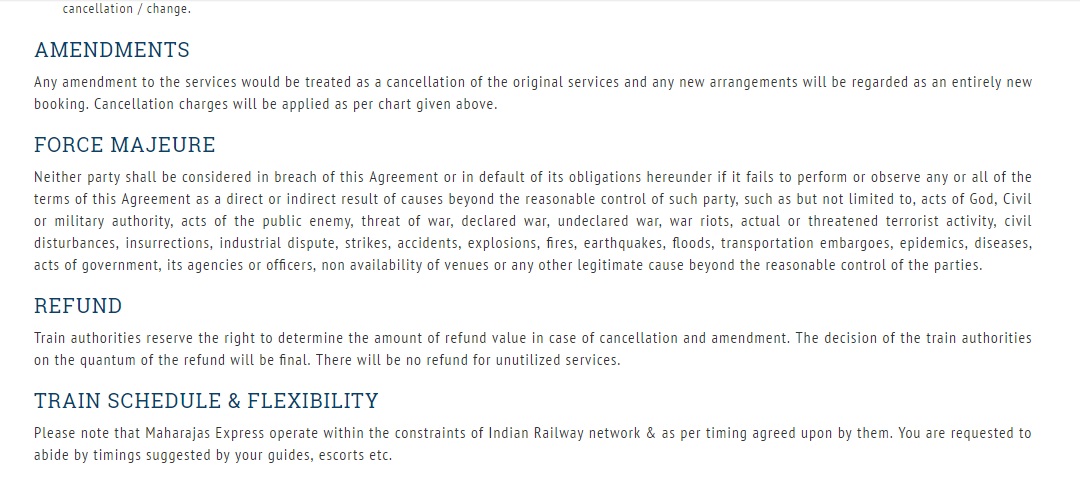 cancellation / change.
AMENDMENTS
Any amendment to the services would be treated as a cancellation of the original services and any new arrangements will be regarded as an entirely new
booking. Cancellation charges will be applied as per chart given above.
FORCE MAJEURE
Neither party shall be considered in breach of this Agreement or in default of its obligations hereunder if it fails to perform or observe any or all of the
terms of this Agreement as a direct or indirect result of causes beyond the reasonable control of such party, such as but not limited to, acts of God, Civil
or military authority, acts of the public enemy, threat of war, declared war, undeclared war, war riots, actual or threatened terrorist activity, civil
disturbances, insurrections, industrial dispute, strikes, accidents, explosions, fires, earthquakes, floods, transportation embargoes, epidemics, diseases,
acts of government, its agencies or officers, non availability of venues or any other legitimate cause beyond the reasonable control of the parties.
REFUND
Train authorities reserve the right to determine the amount of refund value in case of cancellation and amendment. The decision of the train authorities
on the quantum of the refund will be final. There will be no refund for unutilized services.
TRAIN SCHEDULE & FLEXIBILITY
Please note that Maharajas Express operate within the constraints of Indian Railway network & as per timing agreed upon by them. You are requested to
abide by timings suggested by your guides, escorts etc.